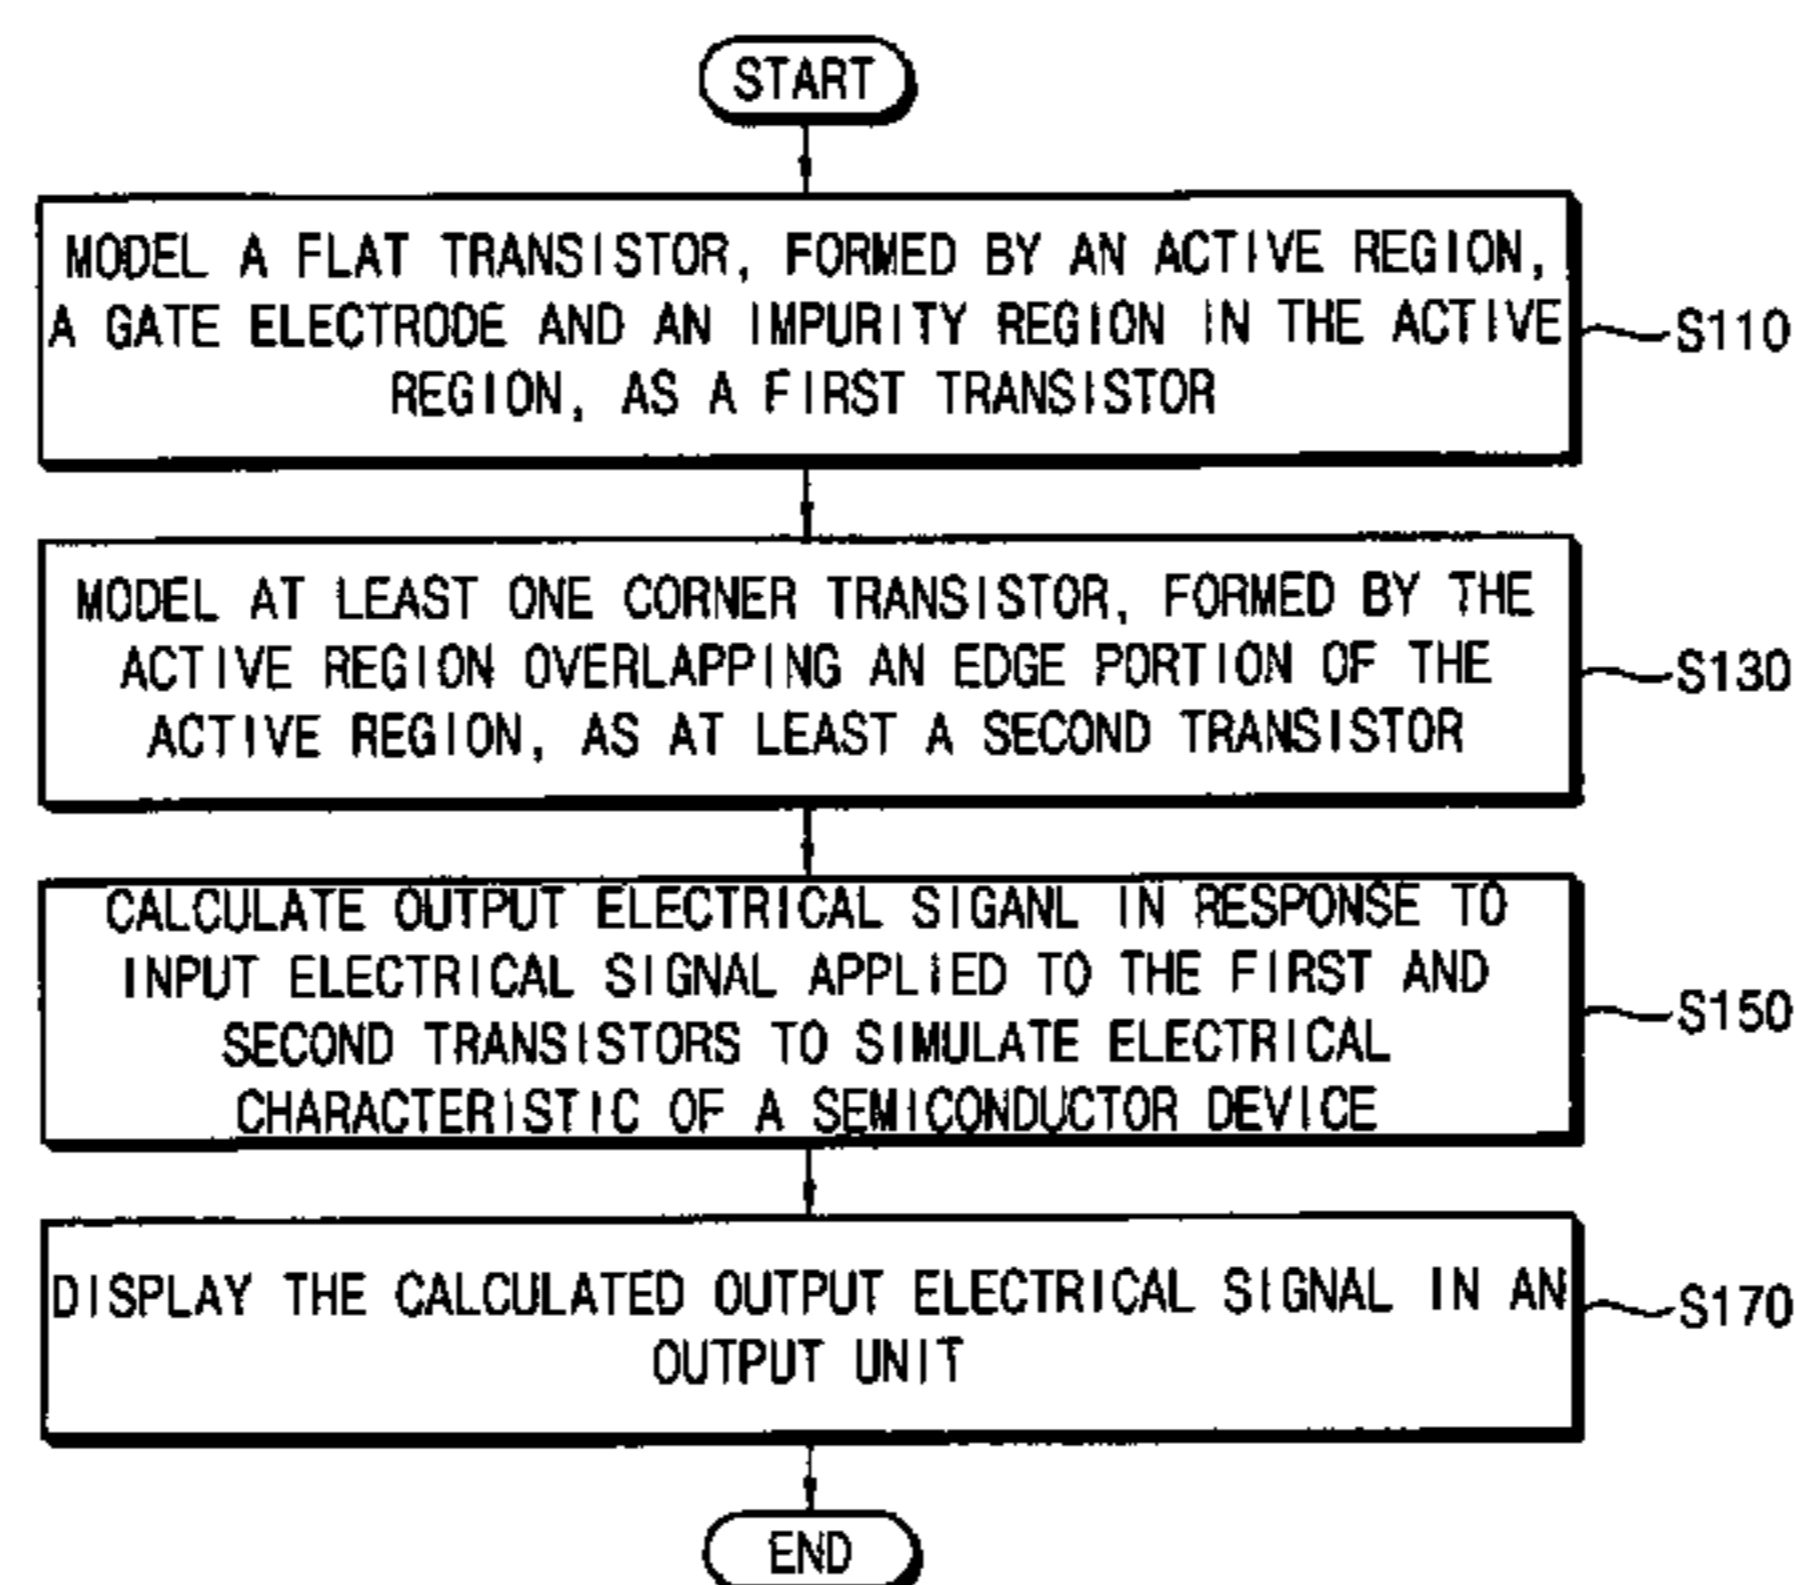 START
MODEL A FLAT TRANSISTOR, FORMED BY AN ACTIVE REGION,
A GATE ELECTRODE AND AN IMPURITY REGION IN THE ACTIVE
REGION, AS A FIRST TRANSISTOR
S110
MODEL AT LEAST ONE CORNER TRANSISTOR, FORMED BY THE
ACTIVE REGION OVERLAPPING AN EDGE PORTION OF THE
ACTIVE REGION, AS AT LEAST A SECOND TRANSISTOR
S130
CALCULATE OUTPUT ELECTRICAL SIGANL IN RESPONSE TO
INPUT ELECTRICAL SIGNAL APPLIED TO THE FIRST AND
SECOND TRANSISTORS TO SIMULATE ELECTRICAL
CHARACTERISTIC OF A SEMICONDUCTOR DEVICE
S150
DISPLAY THE CALCULATED OUTPUT ELECTRICAL SIGNAL IN AN
OUTPUT UNIT
S170
END